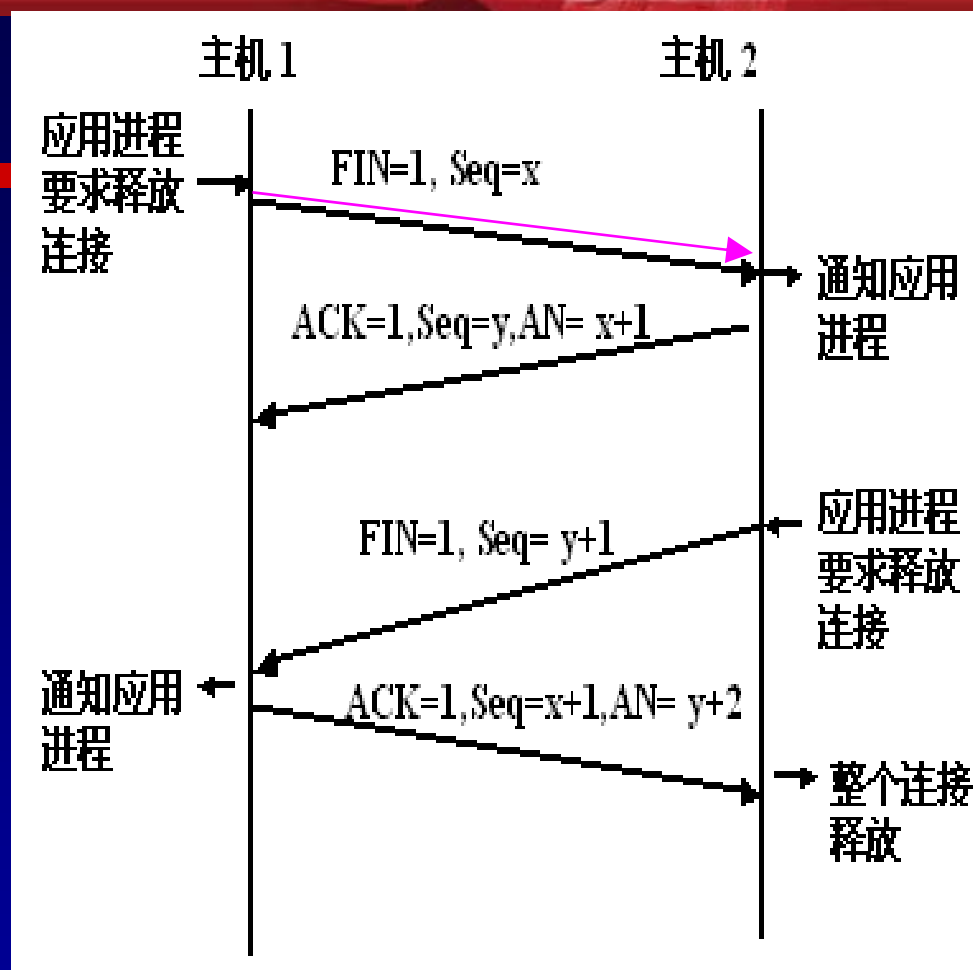 主机 1
主机 2
应用进程
要求释放
连接
FIN=1, Seq=x
通知应用
进程
ACK=1,Seq=y,AN= x+1
应用进程
要求释放
连接
FIN=1, Seq= y+1
通知应用
进程
ACK=1,Seq=x+1,AN= y+2
整个连接
释放